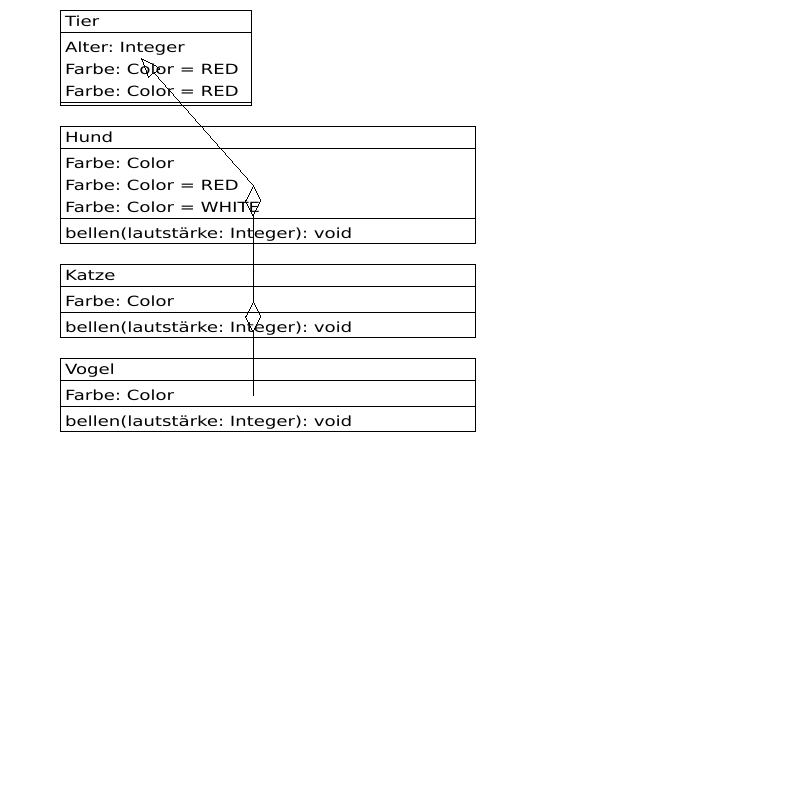 Tier
Alter: Integer
Farbe: Color = RED
Farbe: Color = RED
Hund
Farbe: Color
Farbe: Color = RED
Farbe: Color = WHITE
bellen(lautstärke: Integer): void
Katze
Farbe: Color
bellen(lautstärke: Integer): void
Vogel
Farbe: Color
bellen(lautstärke: Integer): void